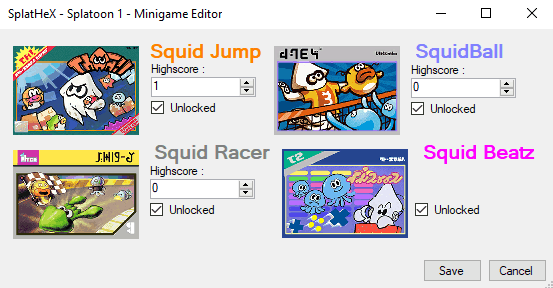 SplatHeX - Splatoon 1 - Minigame Editor
Squid Jump
Highscore :
1
Unlocked
SquidBall
Highscore :
0
Unlocked
Squid Racer
Highscore :
0
Unlocked
Squid Beatz
Unlocked
Save
Cancel